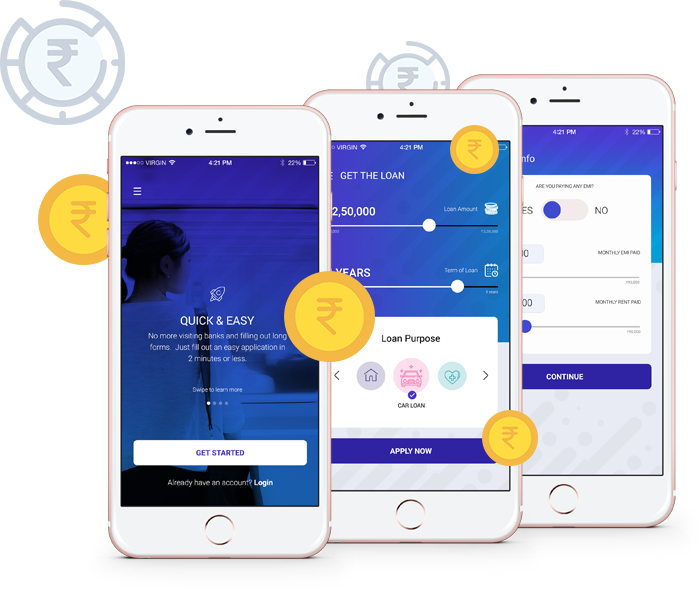 ●●●○○ VIRGIN 4:21 PM 22%
QUICK & EASY
No more visiting banks and filling out long
forms. Just fill out an easy application in
2 minutes or less.
Swipe to learn more
GET STARTED
Already have an account? Login
VIRGIN 4:21 PM
GET THE LOAN
2,50,000
Loan Amount
YEARS
Term of Loan
5 years
Loan Purpose
CAR LOAN
APPLY NOW
4:21 PM 22%
nfo
ARE YOU PAYING ANY EMI?
ES NO
MONTHLY EMI PAID
00
MONTHLY RENT PAID
CONTINUE
₹
₹
₹
₹
₹
₹